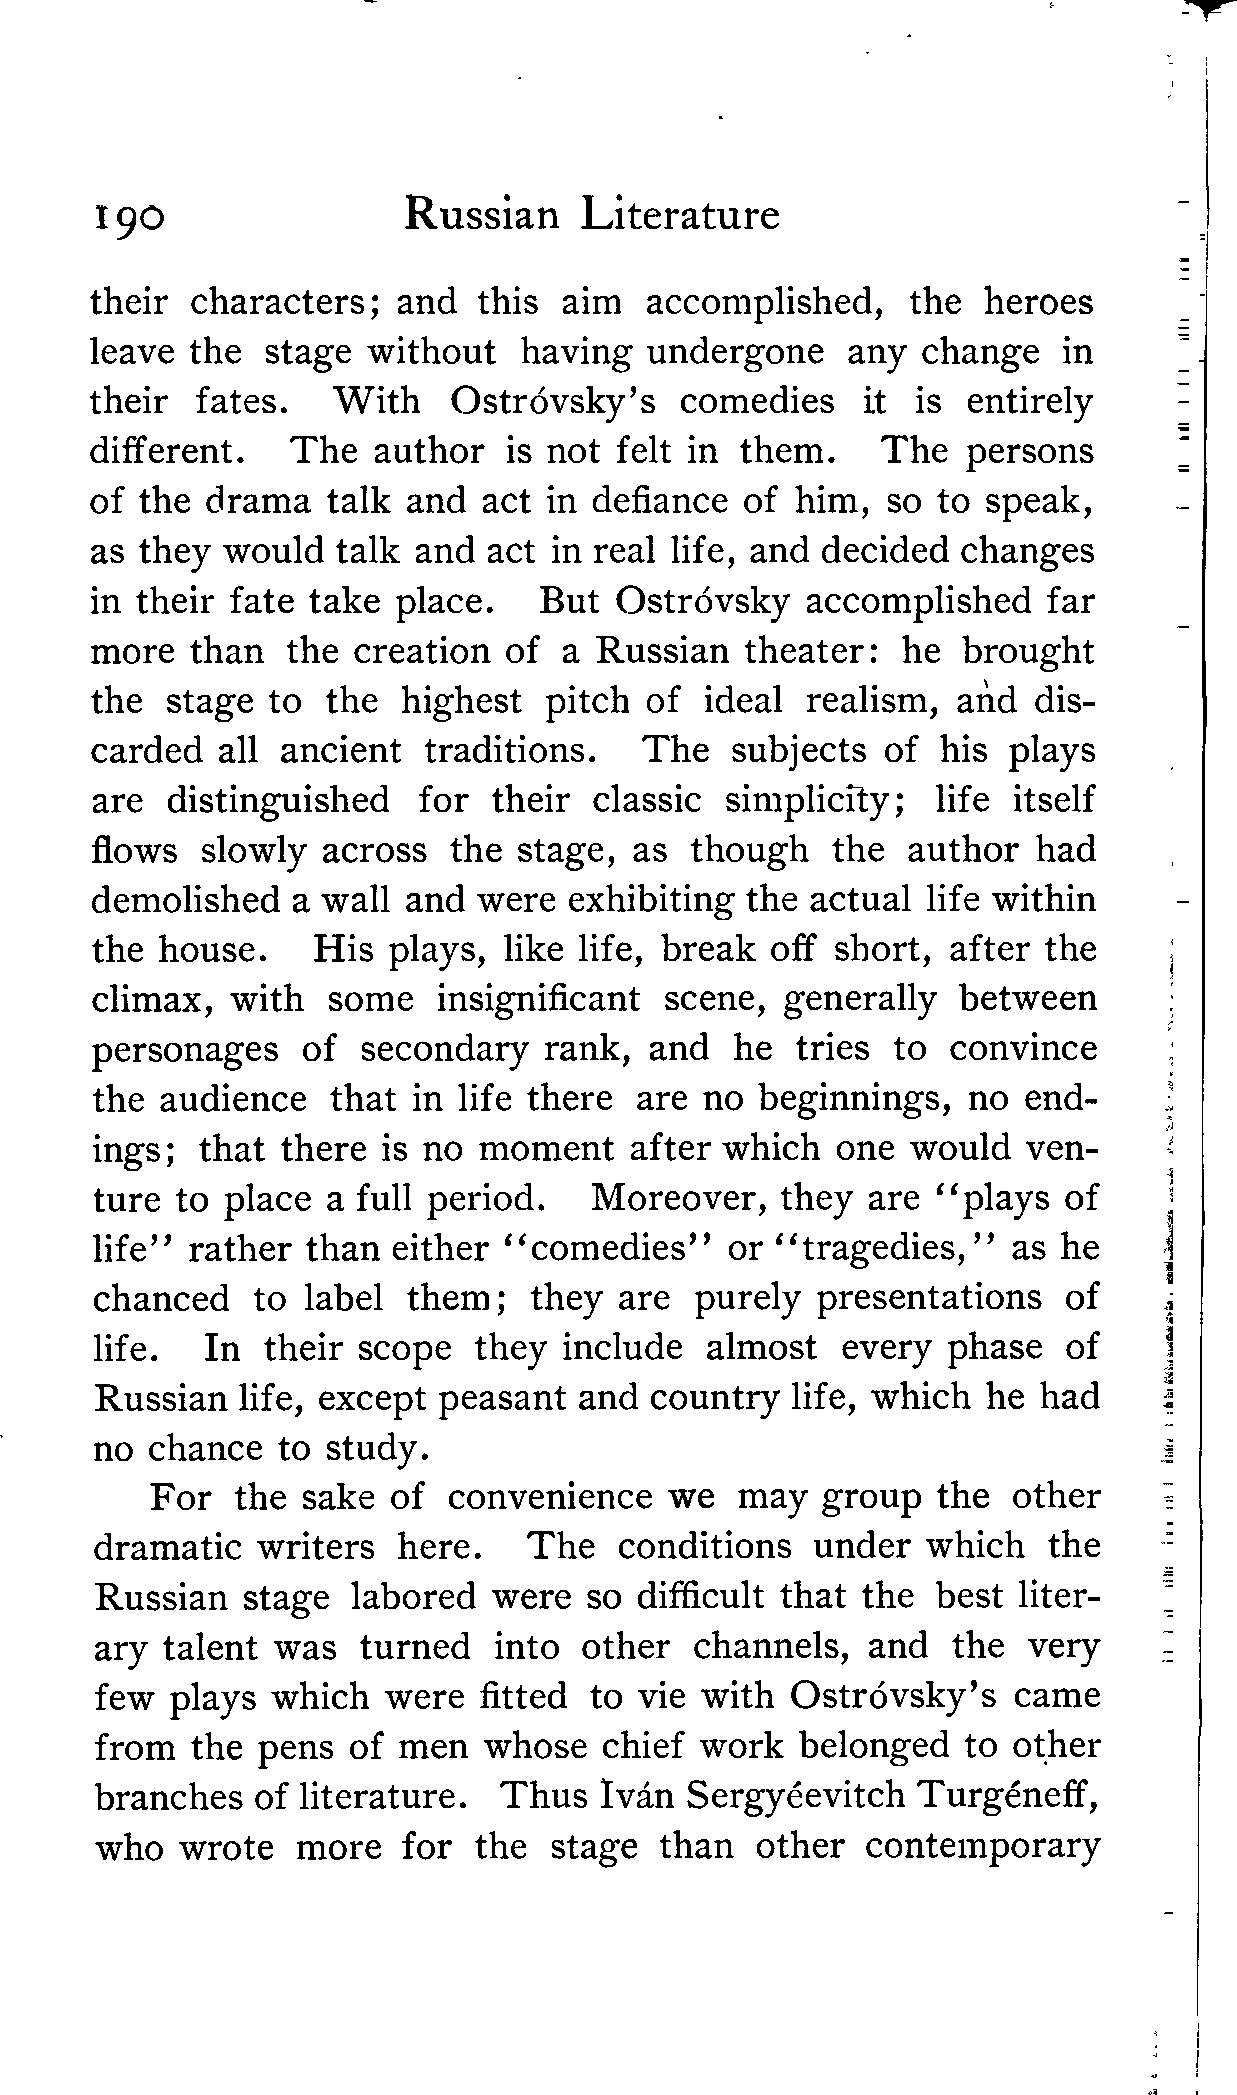 190 Russian Literature
their characters; and this aim accomplished, the heroes
leave the stage without having undergone any change in
their fates. With Ostróvsky's comedies it is entirely
different. The author is not felt in them. The persons
of the drama talk and act in defiance of him, so to speak,
as they would talk and act in real life, and decided changes
in their fate take place. But Ostróvsky accomplished far
more than the creation of a Russian theater: he brought
the stage to the highest pitch of ideal realism, and dis-
carded all ancient traditions. The subjects of his plays
are distinguished for their classic simplicity; life itself
flows slowly across the stage, as though the author had
demolished a wall and were exhibiting the actual life within
the house. His plays, like life, break off short, after the
climax, with some insignificant scene, generally between
personages of secondary rank, and he tries to convince
the audience that in life there are no beginnings, no end-
ings; that there is no moment after which one would ven-
ture to place a full period. Moreover, they are "plays of
life" rather than either "comedies" or "tragedies," as he
chanced to label them; they are purely presentations of
life. In their scope they include almost every phase of
Russian life, except peasant and country life, which he had
no chance to study.
For the sake of convenience we may group the other
dramatic writers here. The conditions under which the
Russian stage labored were so difficult that the best liter-
ary talent was turned into other channels, and the very
few plays which were fitted to vie with Ostróvsky's came
from the pens of men whose chief work belonged to other
branches of literature. Thus Iván Sergyéevitch Turgéneff,
who wrote more for the stage than other contemporary